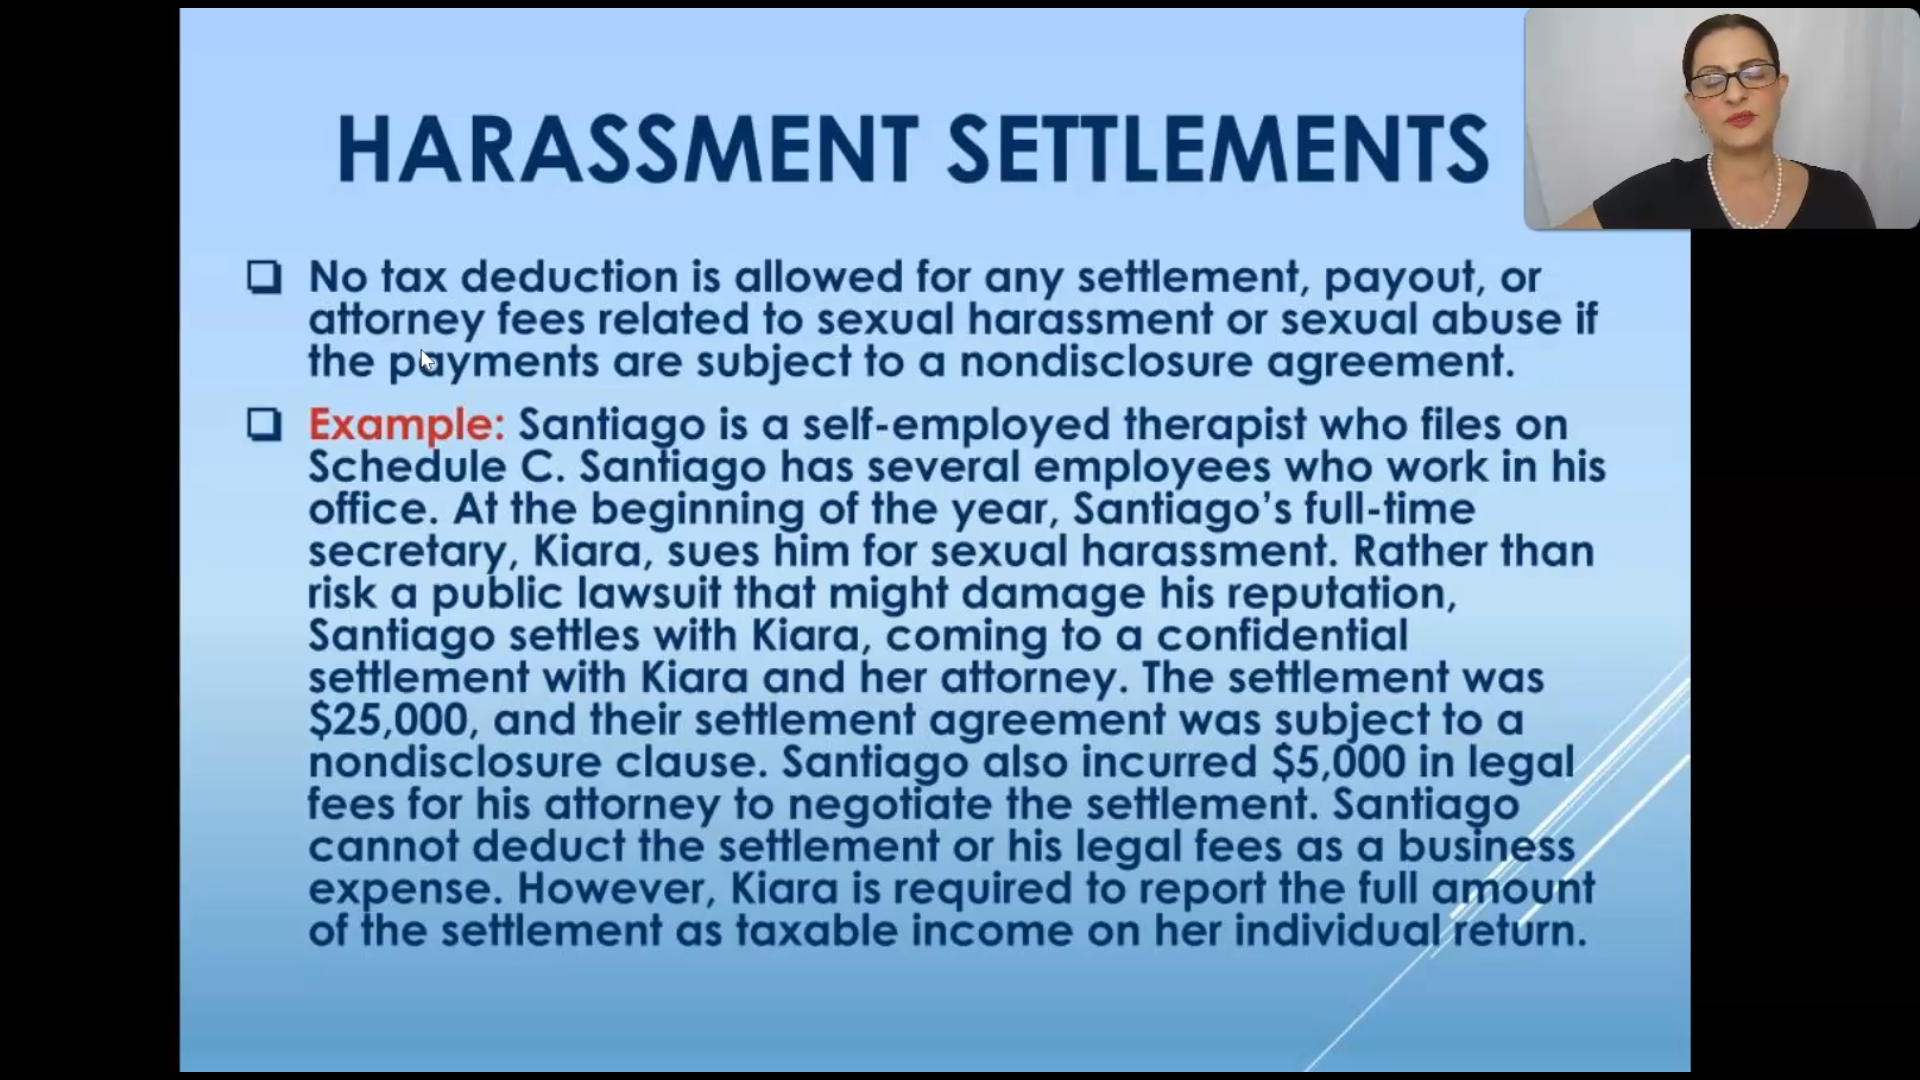 HARASSMENT SETTLEMENTS
No tax deduction is allowed for any settlement, payout, or
attorney fees related to sexual harassment or sexual abuse if
the payments are subject to a nondisclosure agreement.
Example: Santiago is a self-employed therapist who files on
Schedule C. Santiago has several employees who work in his
office. At the beginning of the year, Santiago's full-time
secretary, Kiara, sues him for sexual harassment. Rather than
risk a public lawsuit that might damage his reputation,
Santiago settles with Kiara, coming to a confidential
settlement with Kiara and her attorney. The settlement was
$25,000, and their settlement agreement was subject to a
nondisclosure clause. Santiago also incurred $5,000 in legal
fees for his attorney to negotiate the settlement. Santiago
cannot deduct the settlement or his legal fees as a business
expense. However, Kiara is required to report the full amount
of the settlement as taxable income on her individual return.